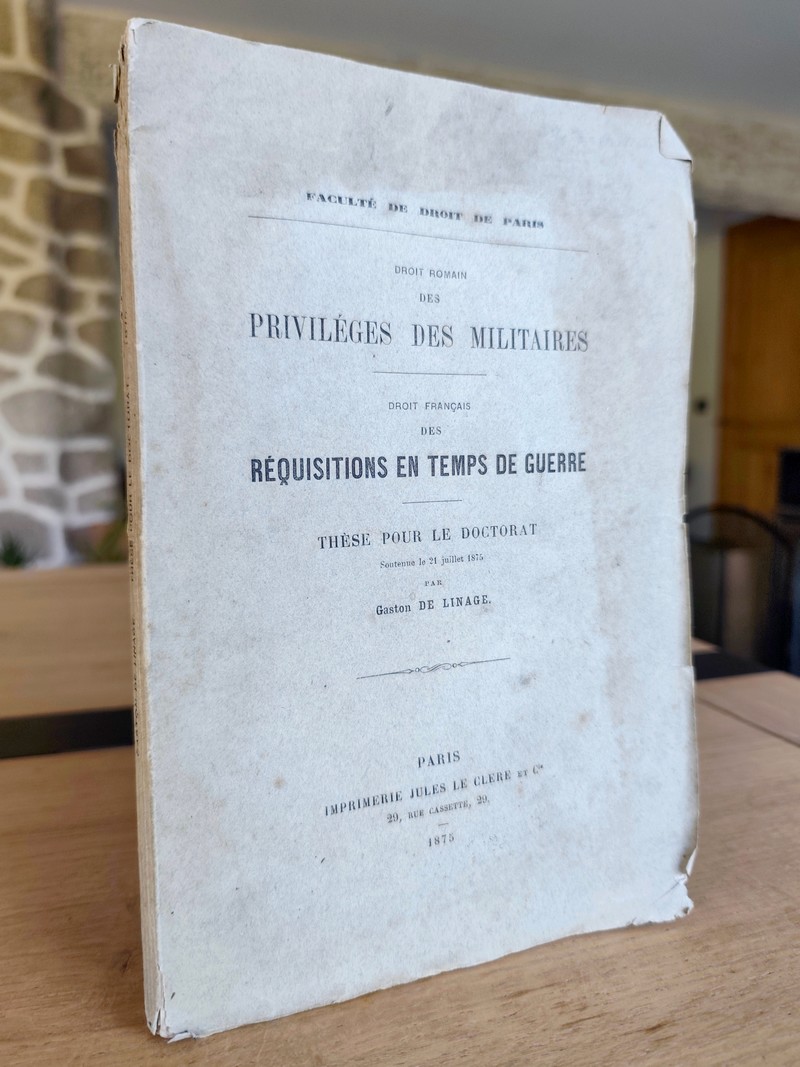 FACULTÉ DE DROIT DE PARIS
DROIT ROMAIN
DES
PRIVILÉGES DES MILITAIRES
DROIT FRANÇAIS
DES
RÉQUISITIONS EN TEMPS DE GUERRE
THÈSE POUR LE DOCTORAT
Soutenue le 21 juillet 1875
PAR
Gaston DE LINAGE.
PARIS
IMPRIMERIE JULES LE CLERE ET Cie
29, RUE CASSETTE, 29.
1875